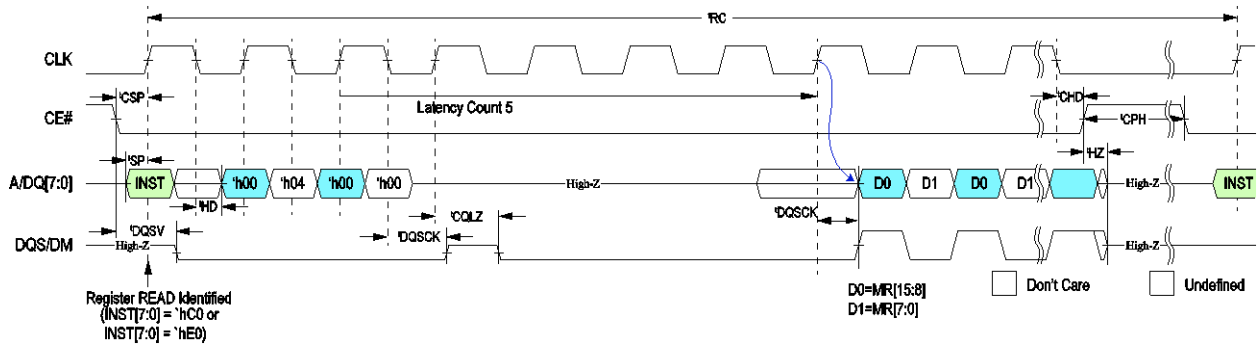 tRC
CLK
tCSP
Latency Count 5
tCHD
CE#
tCPH
tSP
tHZ
A/DQ[7:0]
INST
'h00
'h04
'h00
'h00
High-Z
D0
D1
D0
D1
High-Z
INST
tHD
tCQLZ
tDQSCK
tDQSV
tDQSCK
DQS/DM
High-Z
High-Z
Register READ Identified
(INST[7:0] = `hC0 or
INST[7:0] = `hE0)
D0=MR[15:8]
D1=MR[7:0]
Don't Care
Undefined